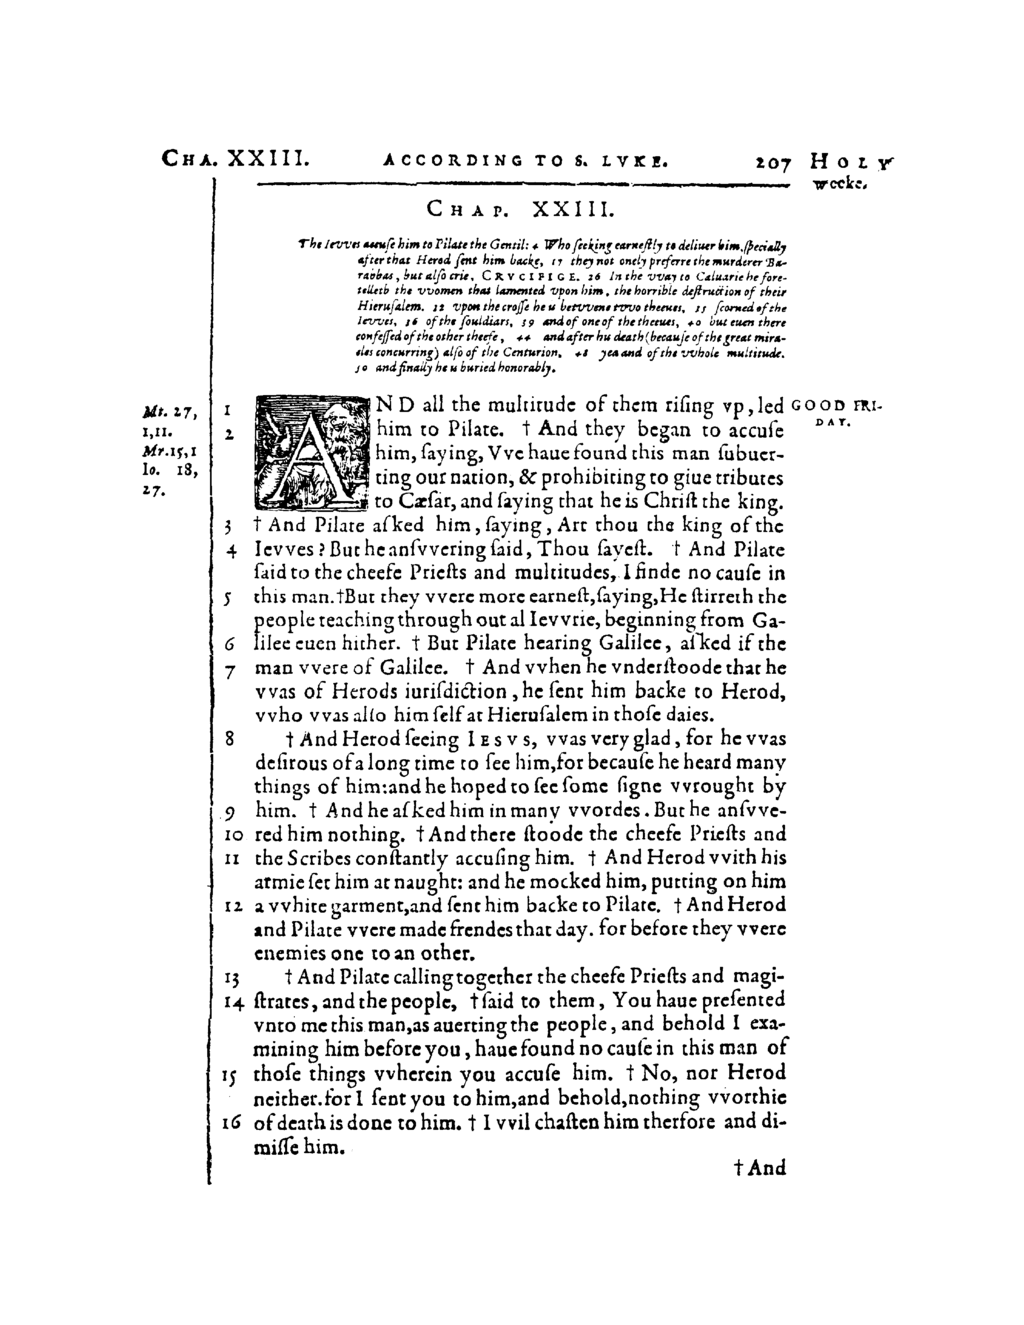 CHA. XXIII. ACCORDING TO S. LVKE. 207 HOLY
vveeke.
CHAP. XXIII.
The Ievves accuſe him to Pilate the Gentil: 4 Who ſeeking earneſtly to deliuer him, ſpecially
after that Herod ſent him backe, 17 they not onely preferre the murderer Ba-
rabbas, but alſo crie, CRVCIFIGE. 26 In the vvay to Caluarie he fore-
telleth the vvomen that lamented vpon him, the horrible deſtruction of their
Hieruſalem. 32 vpon the croſſe he is betvvene tvvo theeues, 35 ſcorned of the
Ievves, 36 of the ſouldiars, 39 and of one of the theeues, 40 but euen there
confeſſed of the other theefe, 44 and after his death (becauſe of the great mira-
cles concurring) alſo of the Centurion, 48 yea and of the vvhole multitude.
50 and finally he is buried honorably.
Mt. 27,
1,11.
Mr.15,1
Io. 18,
27.
1 AND all the multitude of them riſing vp, led GOOD FRI-
2 him to Pilate. † And they began to accuſe DAY.
him, ſaying, Vve haue found this man ſubuer-
ting our nation, & prohibiting to giue tributes
to Cæſar, and ſaying that he is Chriſt the king.
3 † And Pilate aſked him, ſaying, Art thou the king of the
4 Ievves? But he anſvvering ſaid, Thou ſayeſt. † And Pilate
ſaid to the cheefe Prieſts and multitudes, I finde no cauſe in
5 this man. †But they vvere more earneſt, ſaying, He ſtirreth the
people teaching through out al Ievvrie, beginning from Ga-
6 lilee euen hither. † But Pilate hearing Galilee, aſked if the
7 man vvere of Galilee. † And vvhen he vnderſtoode that he
vvas of Herods iuriſdiction, he ſent him backe to Herod,
vvho vvas alſo him ſelf at Hieruſalem in thoſe daies.
8 † And Herod ſeeing IESVS, vvas very glad, for he vvas
deſirous of a long time to ſee him, for becauſe he heard many
things of him: and he hoped to ſee ſome ſigne vvrought by
9 him. † And he aſked him in many vvordes. But he anſvve-
10 red him nothing. † And there ſtoode the cheefe Prieſts and
11 the Scribes conſtantly accuſing him. † And Herod vvith his
armie ſet him at naught: and he mocked him, putting on him
12 a vvhite garment, and ſent him backe to Pilate. † And Herod
and Pilate vvere made frendes that day. for before they vvere
enemies one to an other.
13 † And Pilate calling together the cheefe Prieſts and magi-
14 ſtrates, and the people, † ſaid to them, You haue preſented
vnto me this man, as auerting the people, and behold I exa-
mining him before you, haue found no cauſe in this man of
15 thoſe things vvherein you accuſe him. † No, nor Herod
neither. for I ſent you to him, and behold, nothing vvorthie
16 of death is done to him. † I vvil chaſten him therfore and di-
miſſe him.
† And